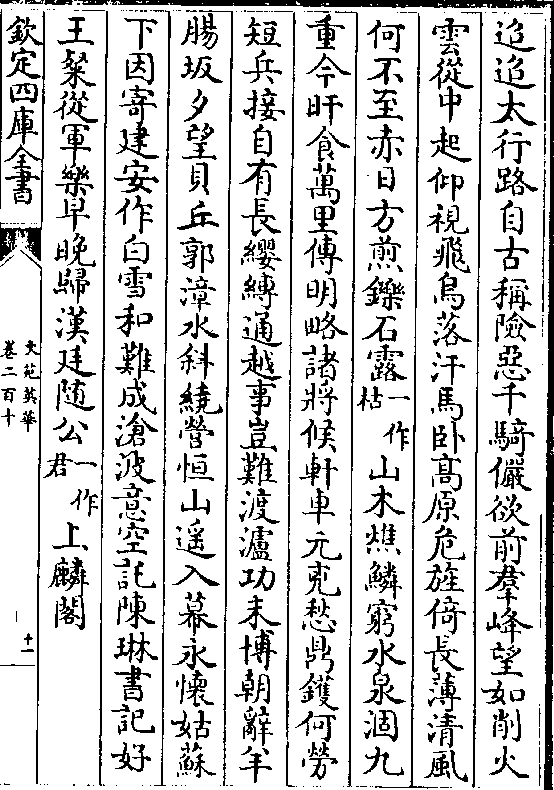 迢迢太行路自古稱險惡千騎儼欲前羣峰望如削火
雲從中起仰視飛鳥落汗馬卧高原危旌倚長薄清風
何不至赤日方煎鑠石露一作枯山木燋鱗窮水泉涸九
重今旰食萬里傳明略諸將候軒車元兇愁鼎鑊何勞
短兵接自有長纓縛通越事豈難渡瀘功未博朝辭羊
腸坂夕望貝丘郭漳水斜繞營恒山遥入幕永懷姑蘇
下因寄建安作白雪和難成滄波意空託陳琳書記好
王粲從軍樂早晚歸漢廷随公一作君上麟閣
欽定四庫全書
文苑英華
卷二百十
十一